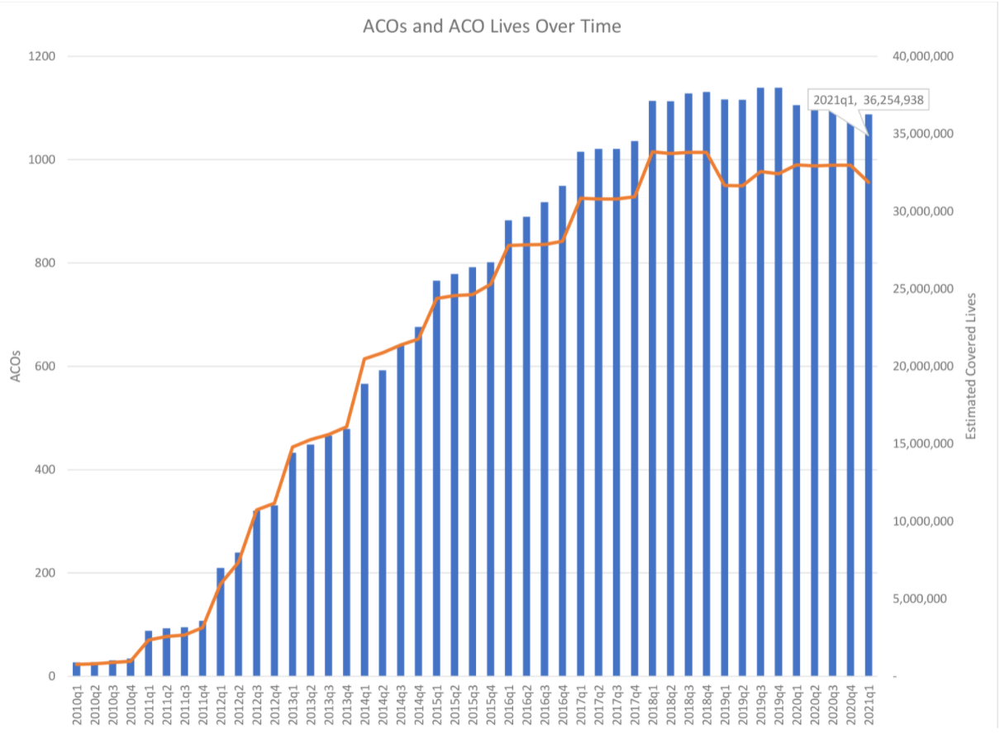 ACOs and ACO Lives Over Time
1200
1000
800
600
400
200
0
ACOs
40,000,000
35,000,000
30,000,000
25,000,000
20,000,000
15,000,000
10,000,000
5,000,000
-
Estimated Covered Lives
2021q1, 36,254,938
2010q1
2010q2
2010q3
2010q4
2011q1
2011q2
2011q3
2011q4
2012q1
2012q2
2012q3
2012q4
2013q1
2013q2
2013q3
2013q4
2014q1
2014q2
2014q3
2014q4
2015q1
2015q2
2015q3
2015q4
2016q1
2016q2
2016q3
2016q4
2017q1
2017q2
2017q3
2017q4
2018q1
2018q2
2018q3
2018q4
2019q1
2019q2
2019q3
2019q4
2020q1
2020q2
2020q3
2020q4
2021q1